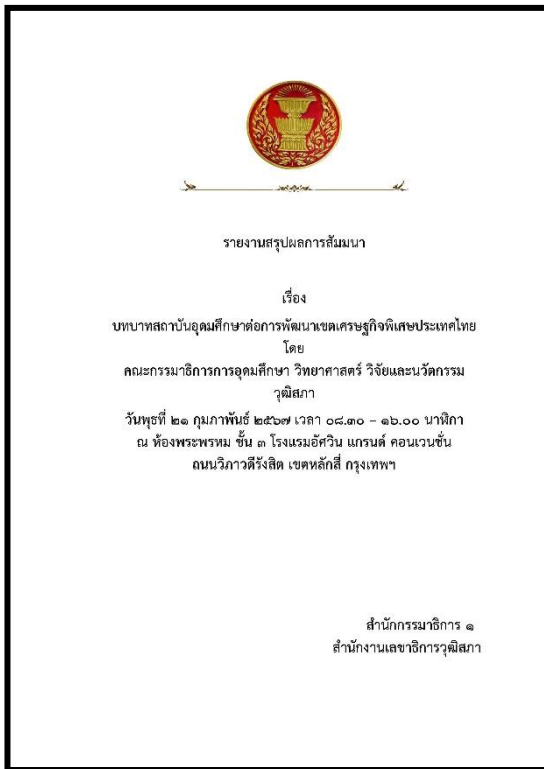 รายงานสรุปผลการสัมมนา
เรื่อง
บทบาทสถาบันอุดมศึกษาต่อการพัฒนาเขตเศรษฐกิจพิเศษประเทศไทย
โดย
คณะกรรมาธิการการอุดมศึกษา วิทยาศาสตร์ วิจัยและนวัตกรรม
วุฒิสภา
วันพุธที่ ๒๑ กุมภาพันธ์ ๒๕๖๗ เวลา ๐๘.๓๐ – ๑๖.๐๐ นาฬิกา
ณ ห้องพระพรหม ชั้น ๓ โรงแรมอัศวิน แกรนด์ คอนเวนชั่น
ถนนวิภาวดีรังสิต เขตหลักสี่ กรุงเทพฯ
สำนักกรรมาธิการ ๑
สำนักงานเลขาธิการวุฒิสภา